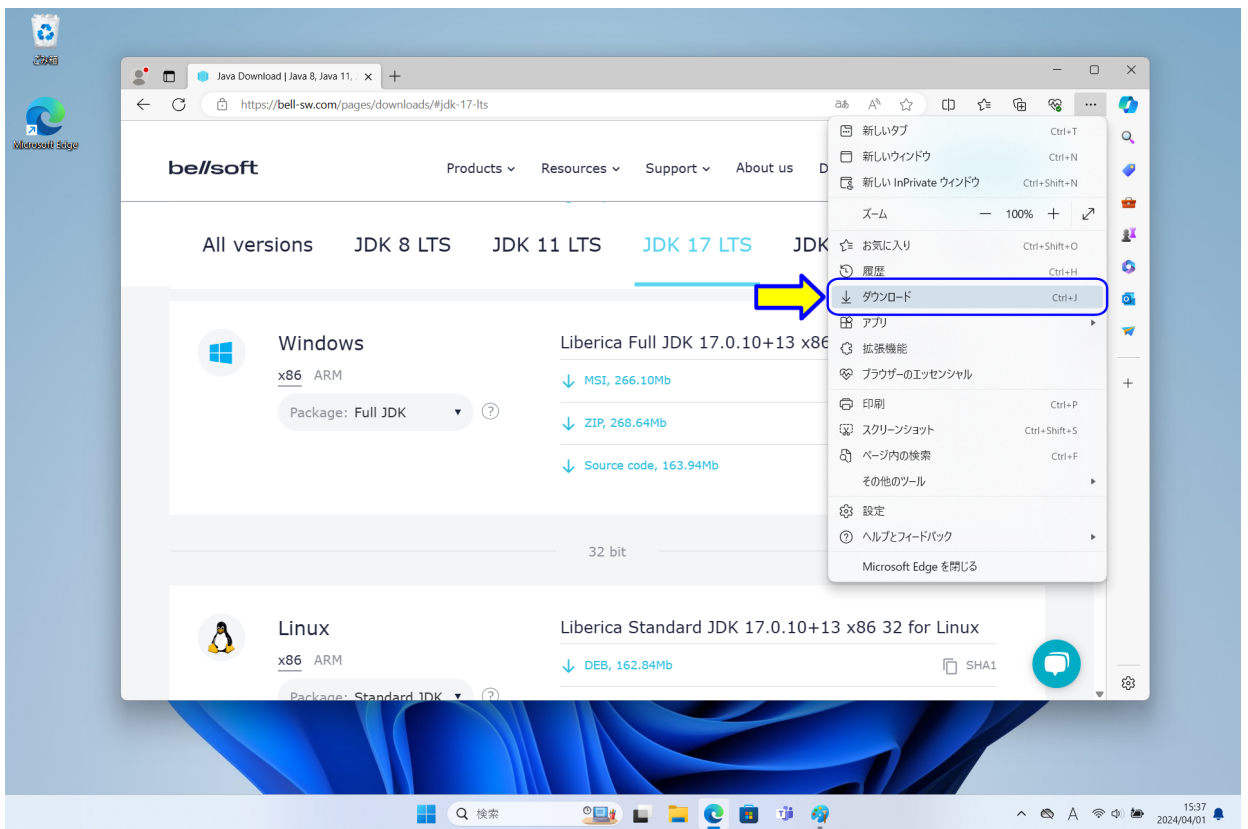 ごみ箱
Microsoft Edge
Java Download | Java 8, Java 11, 
https://bell-sw.com/pages/downloads/#jdk-17-lts
bellsoft
Products
Resources
Support
About us
D
All versions
JDK 8 LTS
JDK 11 LTS
JDK 17 LTS
JDK
Windows
x86 ARM
Package: Full JDK
?
Liberica Full JDK 17.0.10+13 x86
MSI, 266.10Mb
ZIP, 268.64Mb
Source code, 163.94Mb
32 bit
Linux
x86 ARM
Package: Standard JDK
?
Liberica Standard JDK 17.0.10+13 x86 32 for Linux
DEB, 162.84Mb
SHA1
新しいタブ Ctrl+T
新しいウィンドウ Ctrl+N
新しい InPrivate ウィンドウ Ctrl+Shift+N
ズーム 100%
お気に入り Ctrl+Shift+O
履歴 Ctrl+H
ダウンロード Ctrl+J
アプリ
拡張機能
ブラウザーのエッセンシャル
印刷 Ctrl+P
スクリーンショット Ctrl+Shift+S
ページ内の検索 Ctrl+F
その他のツール
設定
ヘルプとフィードバック
Microsoft Edge を閉じる
検索
A
15:37
2024/04/01